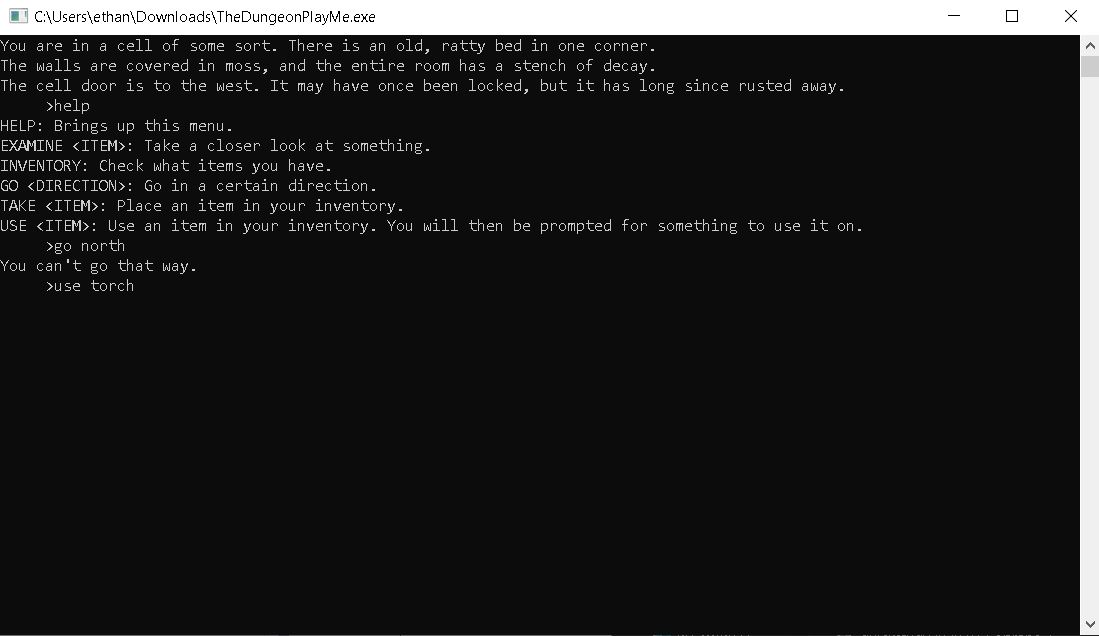 C:\Users\ethan\Downloads\TheDungeonPlayMe.exe
You are in a cell of some sort. There is an old, ratty bed in one corner.
The walls are covered in moss, and the entire room has a stench of decay.
The cell door is to the west. It may have once been locked, but it has long since rusted away.
>help
HELP: Brings up this menu.
EXAMINE <ITEM>: Take a closer look at something.
INVENTORY: Check what items you have.
GO <DIRECTION>: Go in a certain direction.
TAKE <ITEM>: Place an item in your inventory.
USE <ITEM>: Use an item in your inventory. You will then be prompted for something to use it on.
>go north
You can't go that way.
>use torch